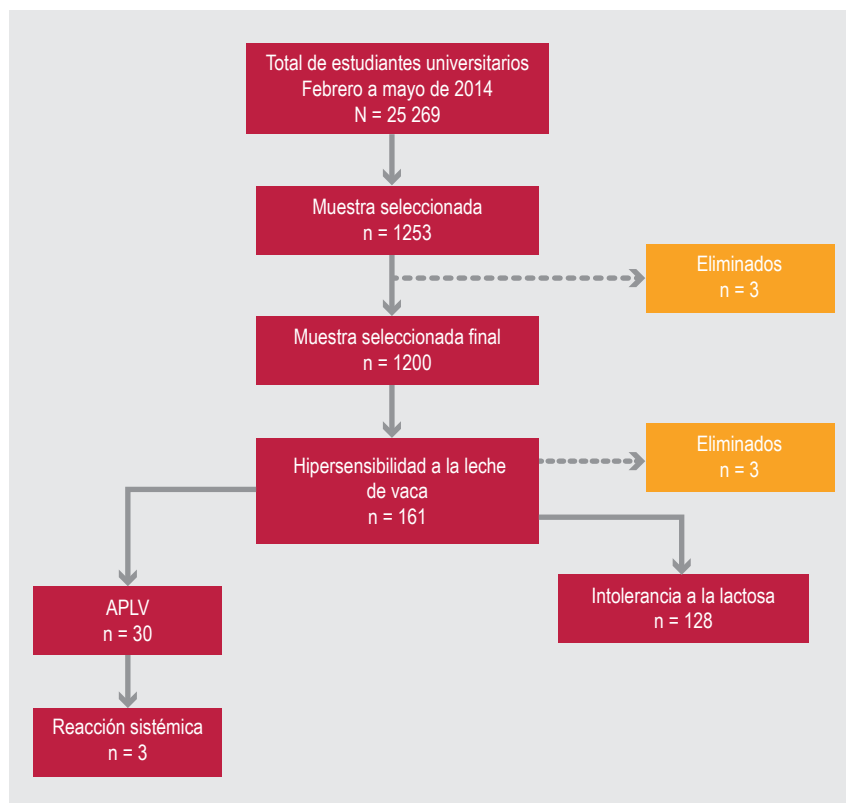 Total de estudiantes universitarios
Febrero a mayo de 2014
N = 25 269
Muestra seleccionada
n = 1253
Eliminados
n = 3
Muestra seleccionada final
n = 1200
Eliminados
n = 3
Hipersensibilidad a la leche
de vaca
n = 161
APLV
n = 30
Intolerancia a la lactosa
n = 128
Reacción sistémica
n = 3